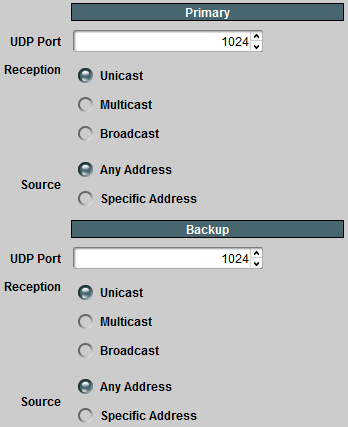 Primary
UDP Port 1024
Reception Unicast
Multicast
Broadcast
Source Any Address
Specific Address
Backup
UDP Port 1024
Reception Unicast
Multicast
Broadcast
Source Any Address
Specific Address